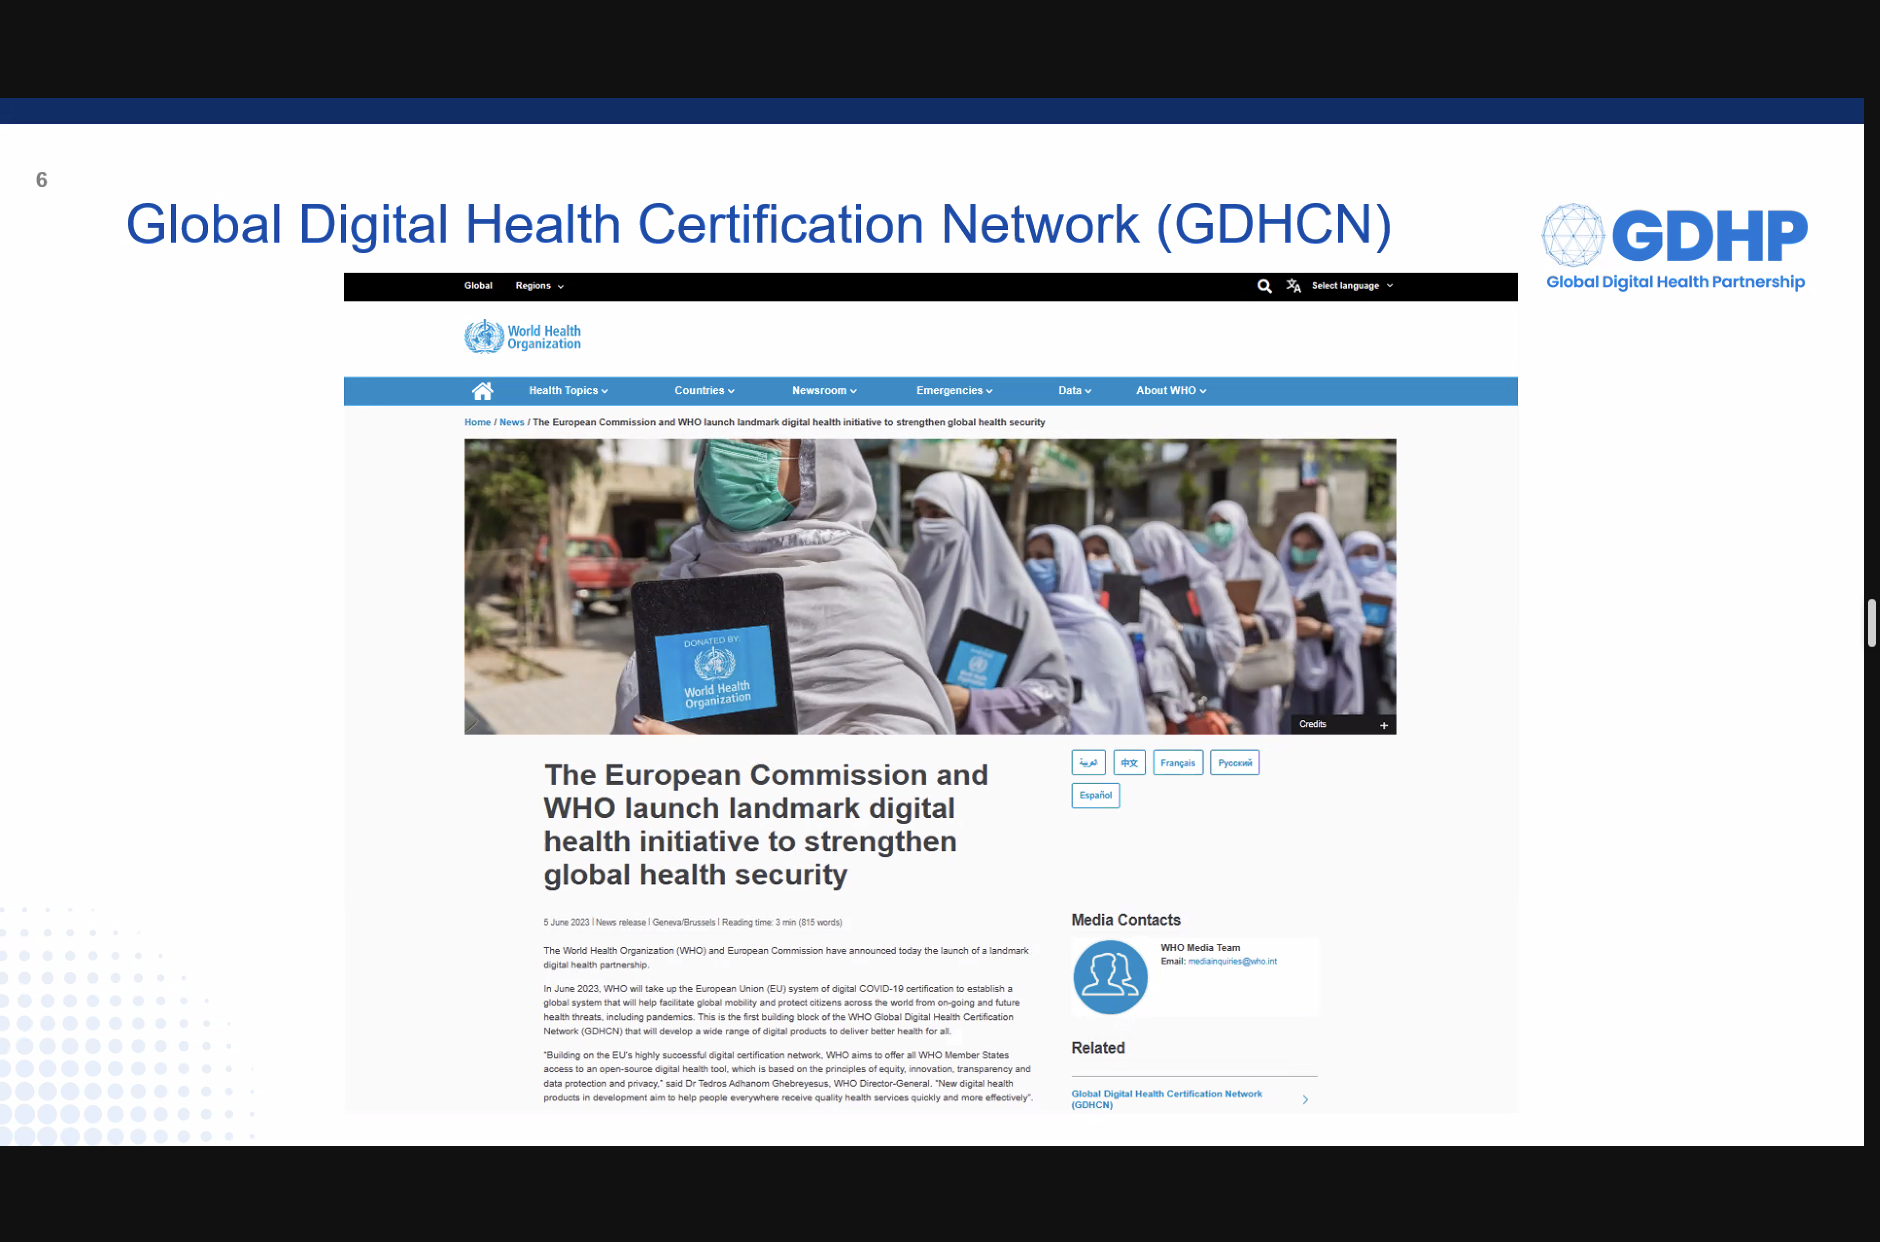 6
Global Digital Health Certification Network (GDHCN)
GDHP
Global Digital Health Partnership
Global Regions Select language
World Health
Organization
Health Topics Countries Newsroom Emergencies Data About WHO
Home / News / The European Commission and WHO launch landmark digital health initiative to strengthen global health security
DONATED BY:
World Health
Organization
Credits +
The European Commission and
WHO launch landmark digital
health initiative to strengthen
global health security
العربية 中文 Français Русский
Español
5 June 2023 | News release | Geneva/Brussels | Reading time: 3 min (815 words)
The World Health Organization (WHO) and European Commission have announced today the launch of a landmark
digital health partnership.
In June 2023, WHO will take up the European Union (EU) system of digital COVID-19 certification to establish a
global system that will help facilitate global mobility and protect citizens across the world from on-going and future
health threats, including pandemics. This is the first building block of the WHO Global Digital Health Certification
Network (GDHCN) that will develop a wide range of digital products to deliver better health for all.
"Building on the EU's highly successful digital certification network, WHO aims to offer all WHO Member States
access to an open-source digital health tool, which is based on the principles of equity, innovation, transparency and
data protection and privacy," said Dr Tedros Adhanom Ghebreyesus, WHO Director-General. "New digital health
products in development aim to help people everywhere receive quality health services quickly and more effectively".
Media Contacts
WHO Media Team
Email: mediainquiries@who.int
Related
Global Digital Health Certification Network
(GDHCN)